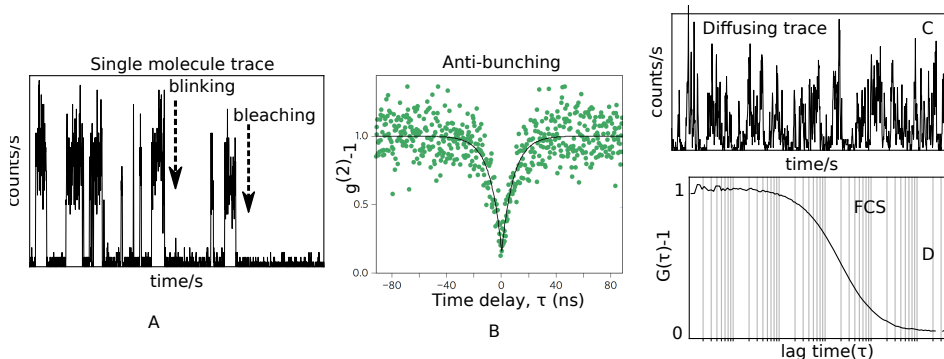 Single molecule trace
blinking
bleaching
counts/s
time/s
A
Anti-bunching
g(2)-1
1.0
0.5
0.0
−80
−40
0
40
80
Time delay, τ (ns)
B
Diffusing trace
C
counts/s
time/s
1
FCS
D
G(τ)-1
0
lag time(τ)